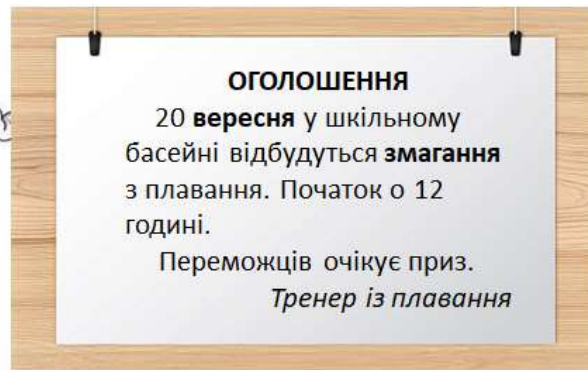 ОГОЛОШЕННЯ
20 вересня у шкільному
басейні відбудуться змагання
з плавання. Початок о 12
годині.
Переможців очікує приз.
Тренер із плавання